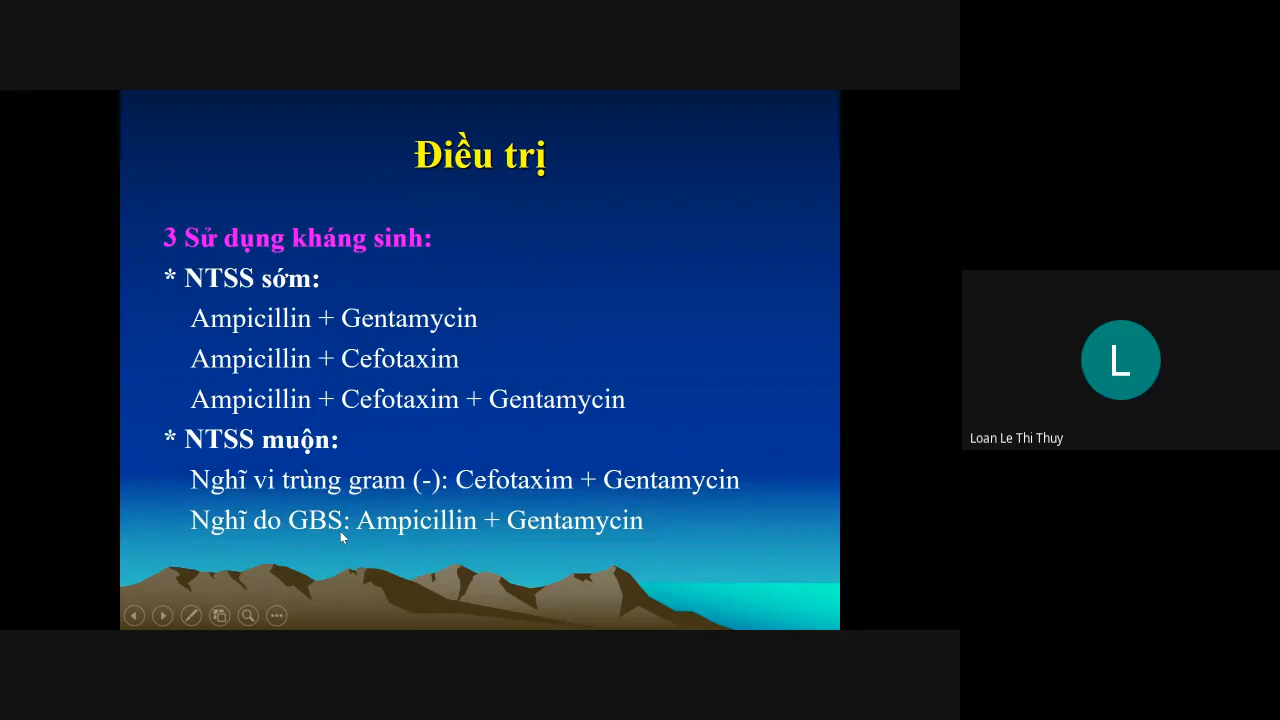 Điều trị
3 Sử dụng kháng sinh:
* NTSS sớm:
Ampicillin + Gentamycin
Ampicillin + Cefotaxim
Ampicillin + Cefotaxim + Gentamycin
* NTSS muộn:
Nghĩ vi trùng gram (-): Cefotaxim + Gentamycin
Nghĩ do GBS: Ampicillin + Gentamycin
L
Loan Le Thi Thuy